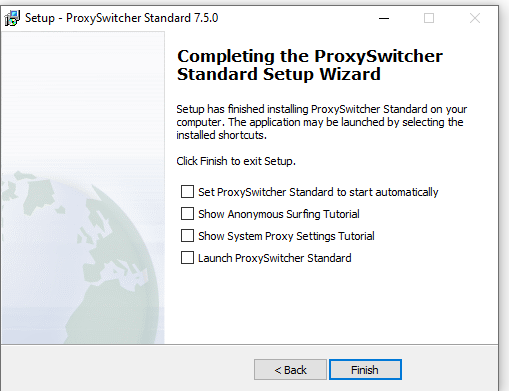 Setup - ProxySwitcher Standard 7.5.0
Completing the ProxySwitcher
Standard Setup Wizard
Setup has finished installing ProxySwitcher Standard on your
computer. The application may be launched by selecting the
installed shortcuts.
Click Finish to exit Setup.
Set ProxySwitcher Standard to start automatically
Show Anonymous Surfing Tutorial
Show System Proxy Settings Tutorial
Launch ProxySwitcher Standard
< Back
Finish